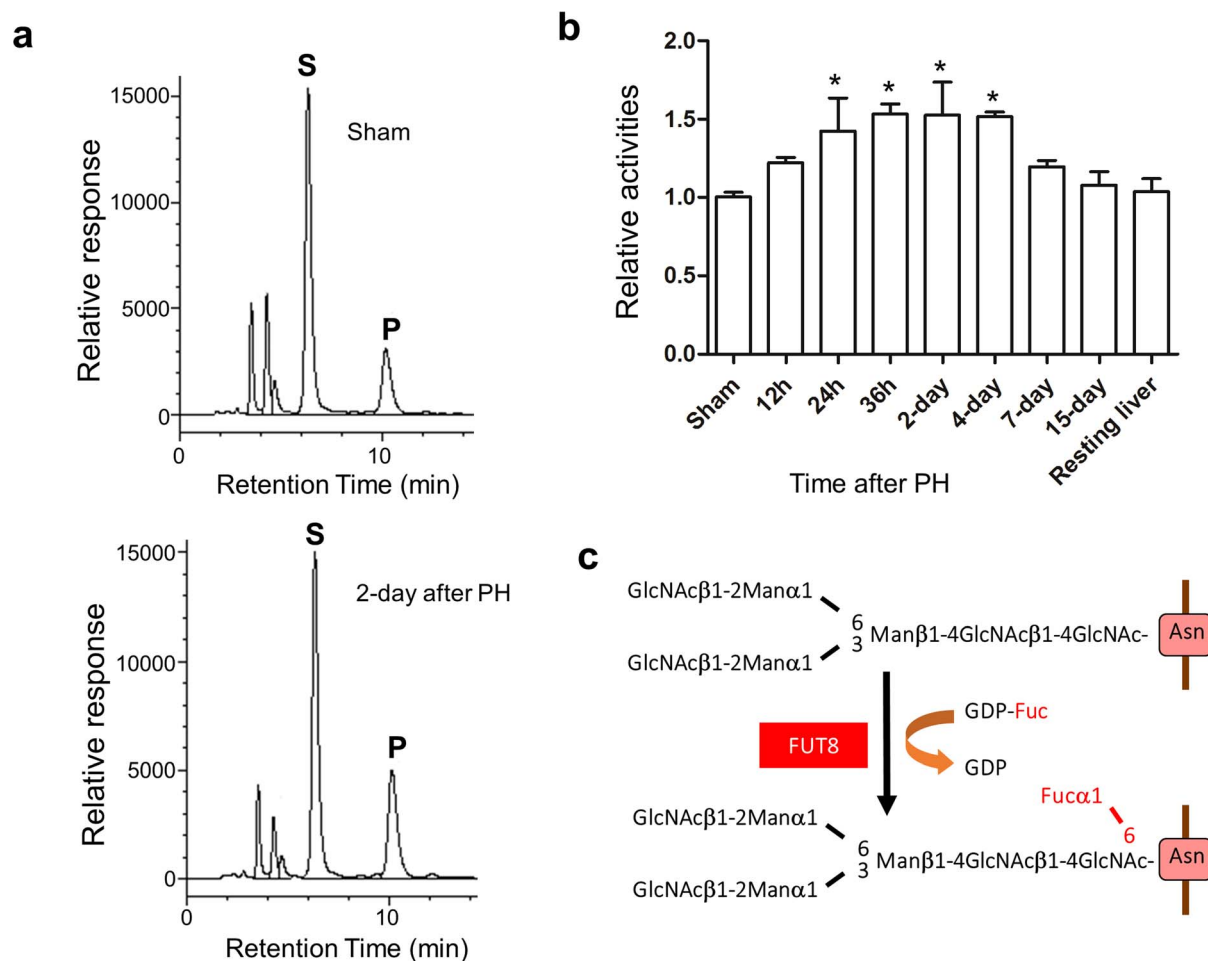 a
S
Sham
P
15000
10000
5000
0
Relative response
0
10
Retention Time (min)
S
2-day after PH
P
15000
10000
5000
0
Relative response
0
10
Retention Time (min)
b
2.0
1.5
1.0
0.5
0.0
Relative activities
*
*
*
*
Sham
12h
24h
36h
2-day
4-day
7-day
15-day
Resting liver
Time after PH
c
GlcNAcβ1-2Manα1
6
3
Manβ1-4GlcNAcβ1-4GlcNAc-
Asn
GlcNAcβ1-2Manα1
FUT8
GDP-Fuc
GDP
Fucα1
6
GlcNAcβ1-2Manα1
6
3
Manβ1-4GlcNAcβ1-4GlcNAc-
Asn
GlcNAcβ1-2Manα1